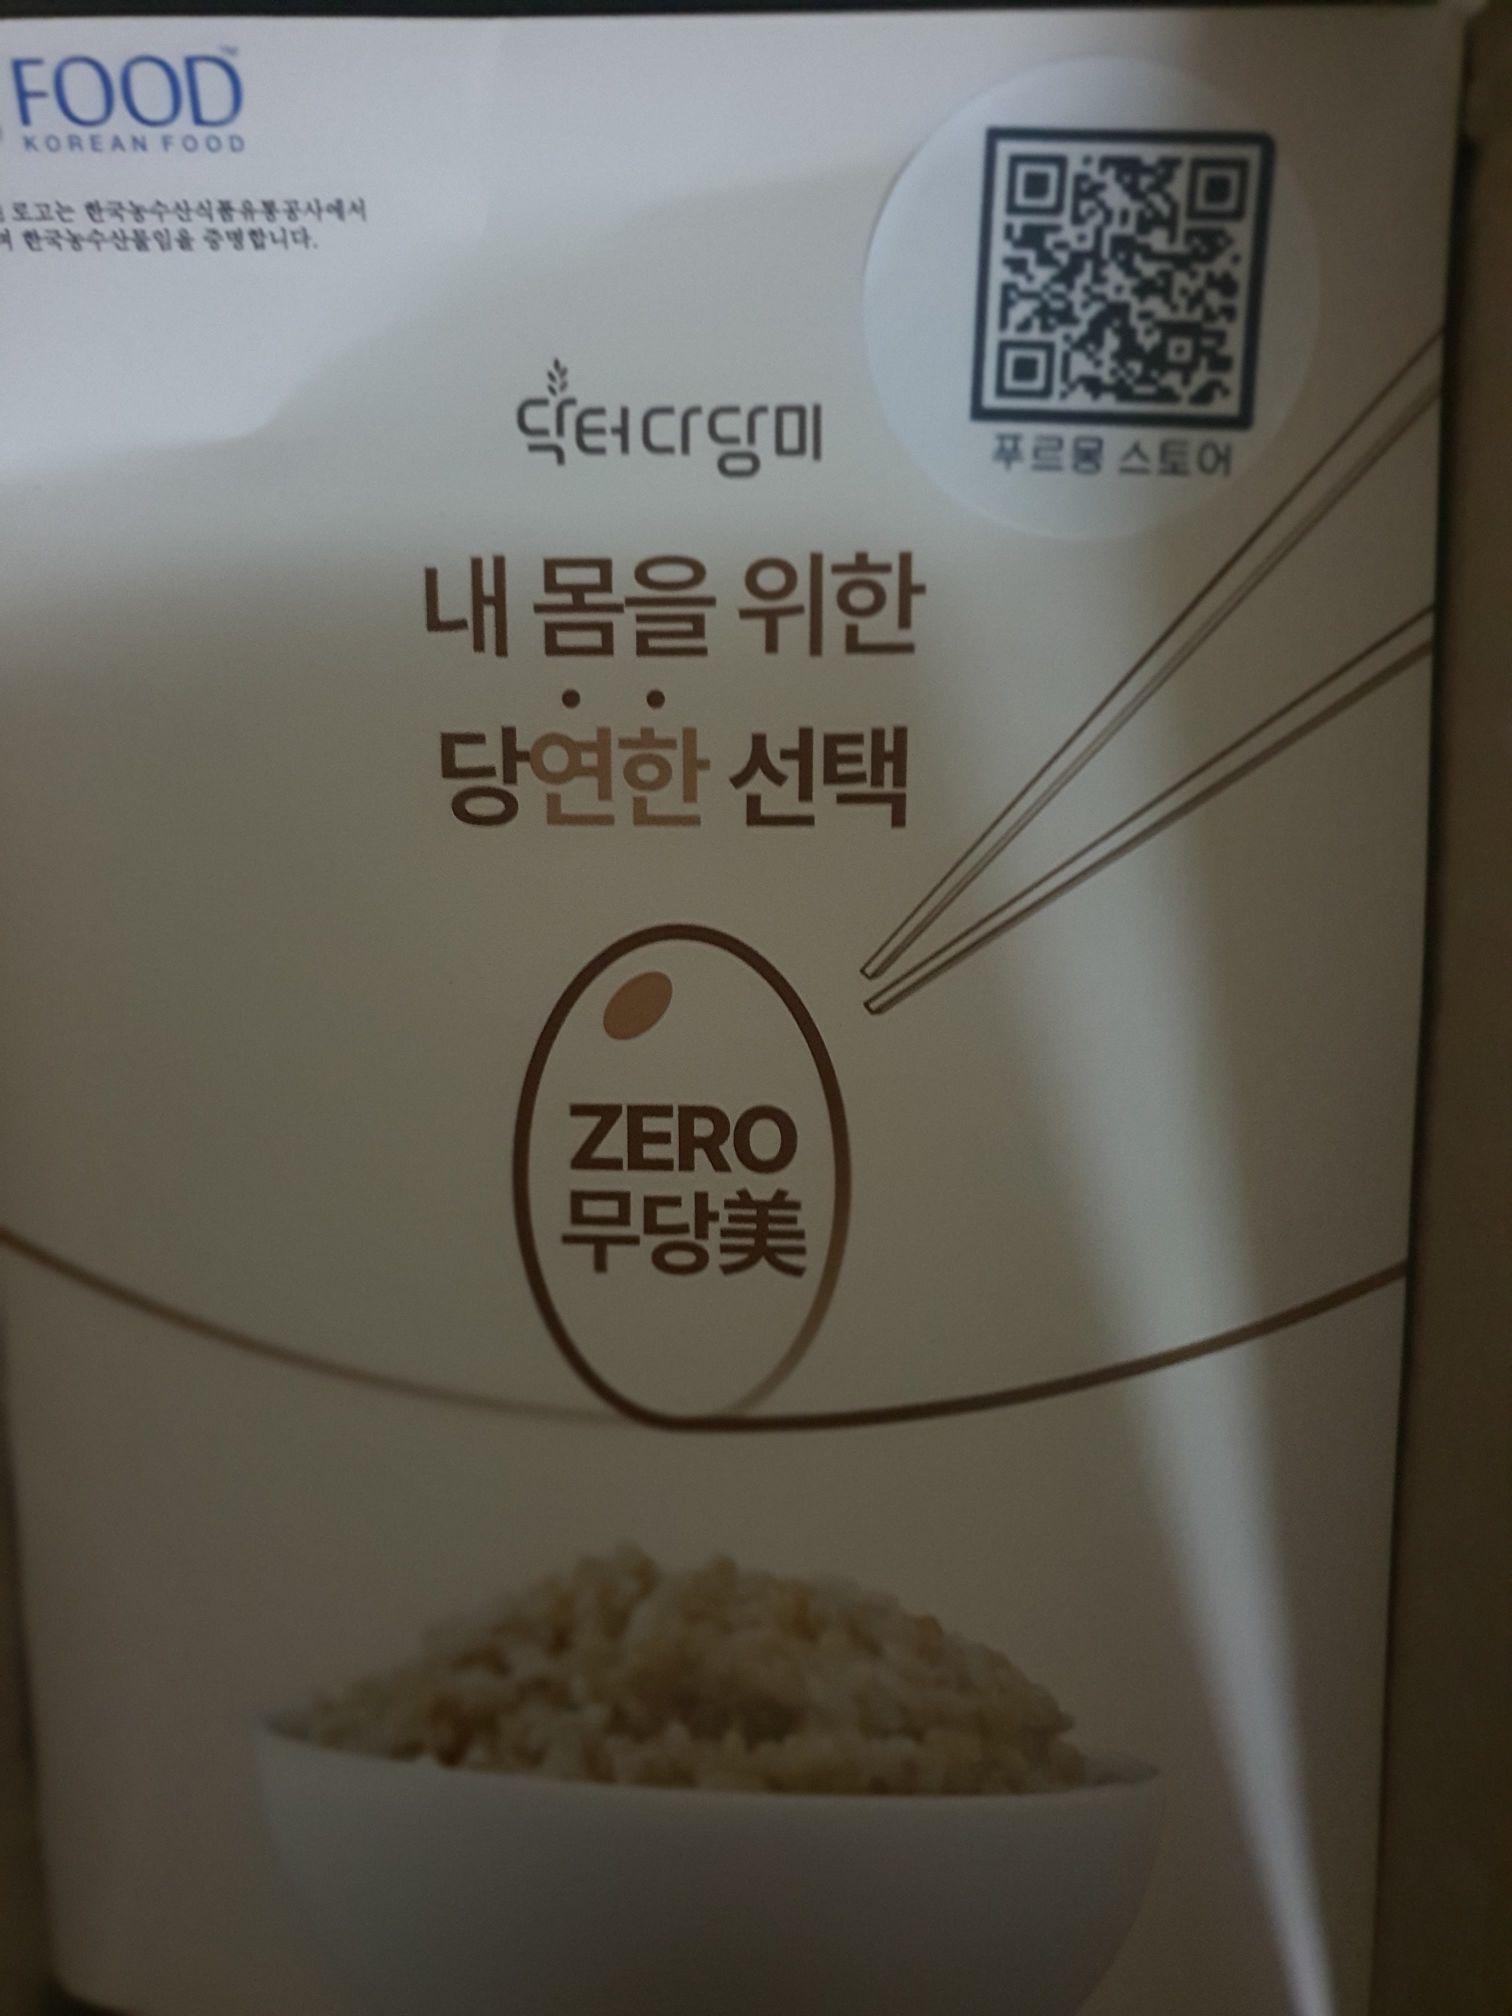 FOOD™
KOREAN FOOD
로고는 한국농수산식품유통공사에서
한국농수산물임을 증명합니다.
푸르몽 스토어
닥터다당미
내 몸을 위한
당연한 선택
ZERO
무당美